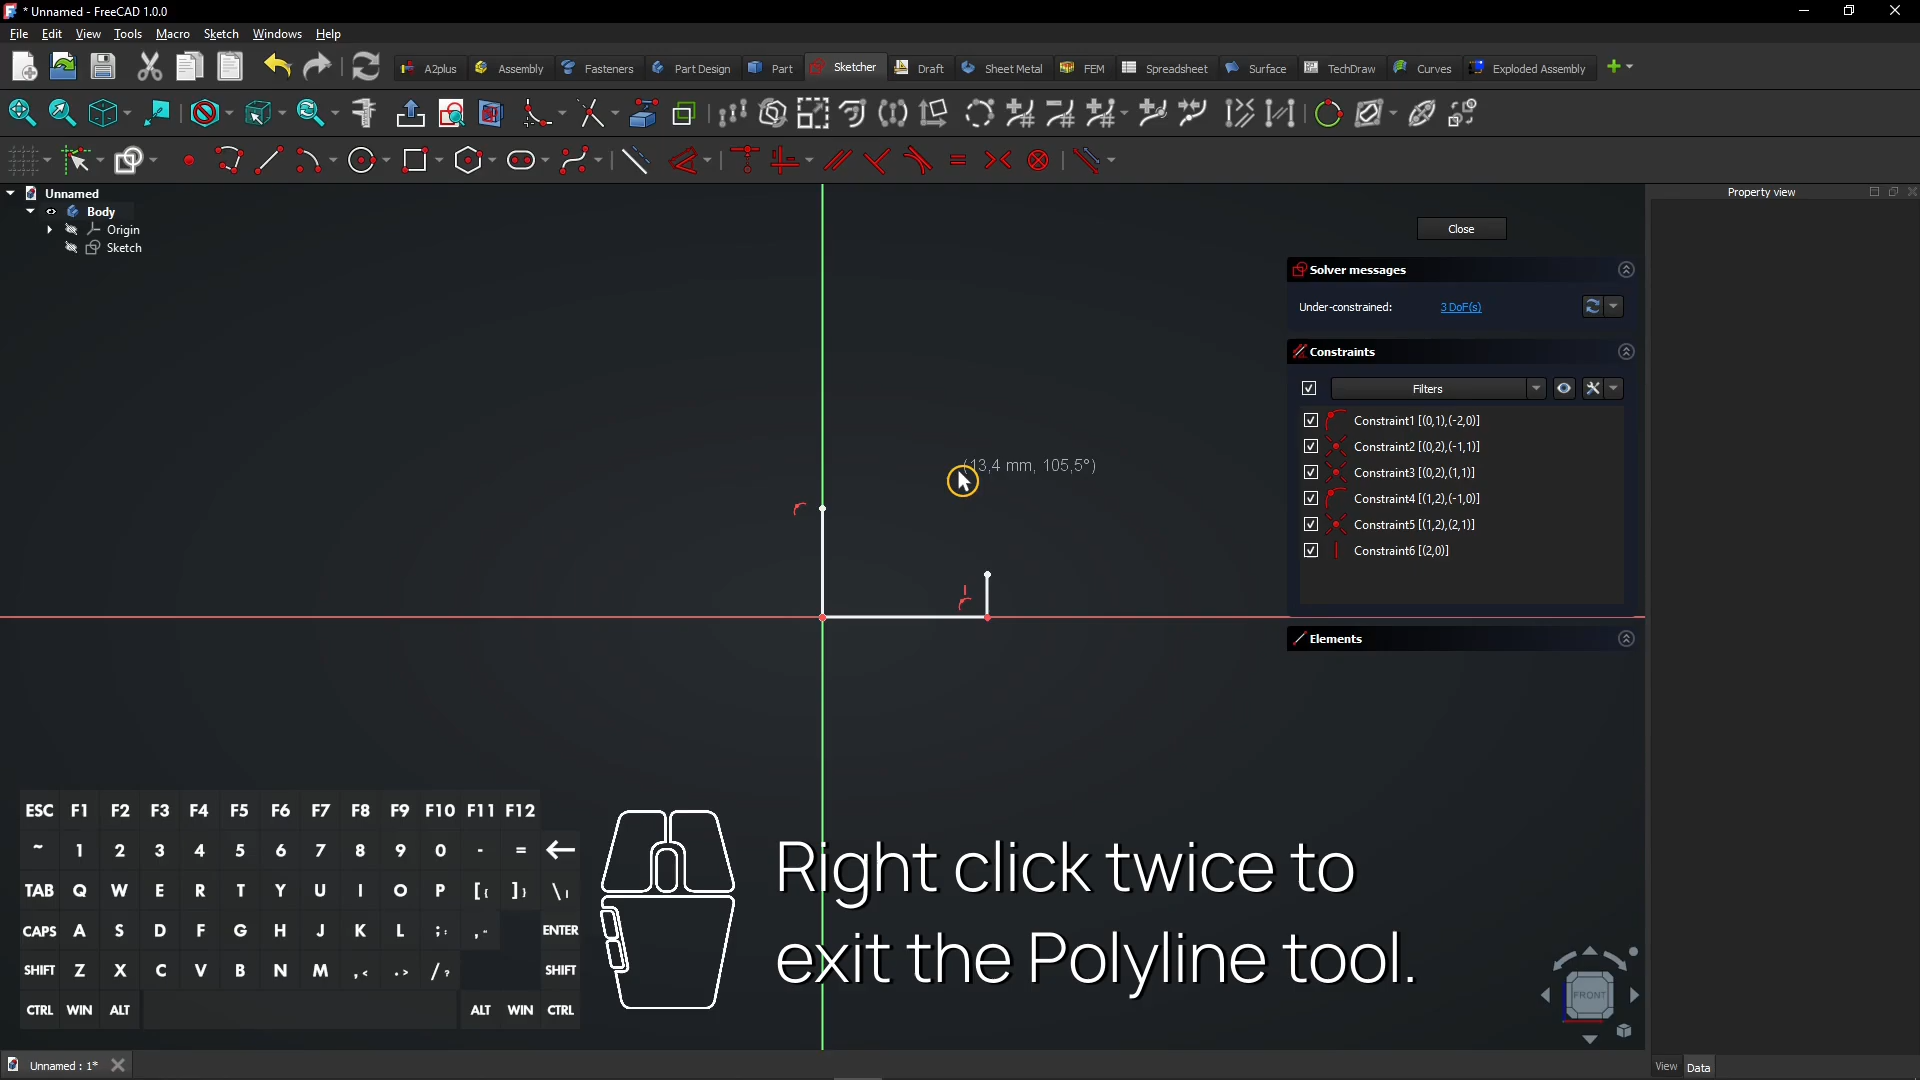 * Unnamed - FreeCAD 1.0.0
File Edit View Tools Macro Sketch Windows Help
A2plus Assembly Fasteners Part Design Part Sketcher Draft Sheet Metal FEM Spreadsheet Surface TechDraw Curves Exploded Assembly
Unnamed
Body
Origin
Sketch
Property view
Close
Solver messages
Under-constrained: 3 DoF(s)
Constraints
Filters
Constraint1 [(0,1),(-2,0)]
Constraint2 [(0,2),(-1,1)]
Constraint3 [(0,2),(1,1)]
Constraint4 [(1,2),(-1,0)]
Constraint5 [(1,2),(2,1)]
Constraint6 [(2,0)]
Elements
(13,4 mm, 105,5°)
ESC F1 F2 F3 F4 F5 F6 F7 F8 F9 F10 F11 F12
~ 1 2 3 4 5 6 7 8 9 0 - = ←
TAB Q W E R T Y U I O P [{ ]} \|
CAPS A S D F G H J K L ;: ," ENTER
SHIFT Z X C V B N M ,< .> /? SHIFT
CTRL WIN ALT ALT WIN CTRL
Right click twice to
exit the Polyline tool.
FRONT
Unnamed : 1*
View Data